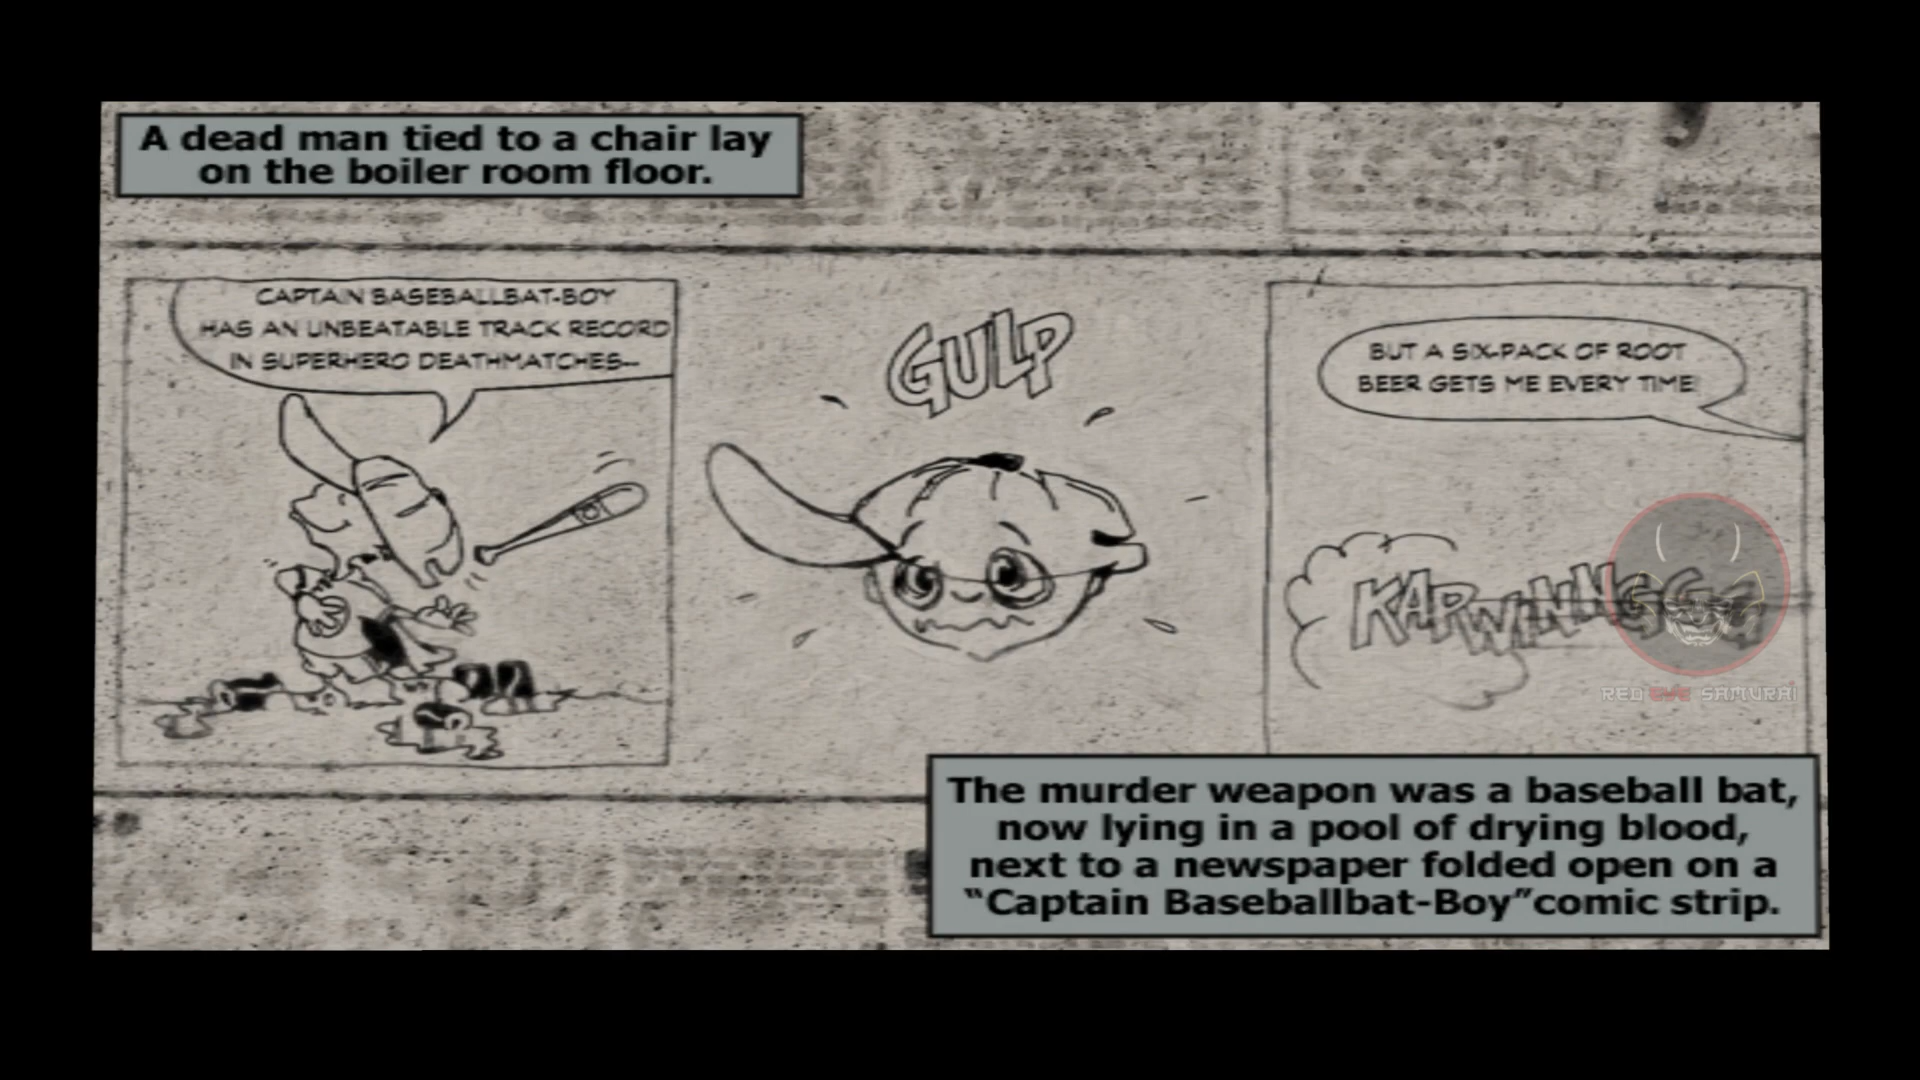 A dead man tied to a chair lay
on the boiler room floor.
CAPTAIN BASEBALLBAT-BOY
HAS AN UNBEATABLE TRACK RECORD
IN SUPERHERO DEATHMATCHES--
GULP
BUT A SIX-PACK OF ROOT
BEER GETS ME EVERY TIME
KAPWINNGGG
RED EYE SAMURAI
The murder weapon was a baseball bat,
now lying in a pool of drying blood,
next to a newspaper folded open on a
“Captain Baseballbat-Boy”comic strip.